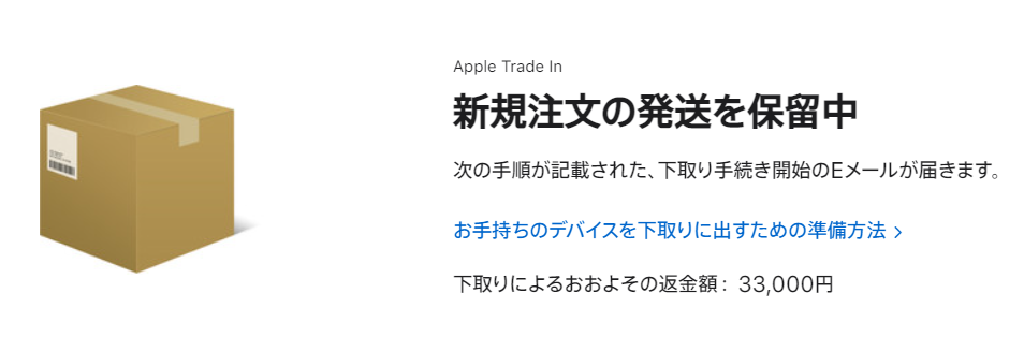 Apple Trade In
新規注文の発送を保留中
次の手順が記載された、下取り手続き開始のEメールが届きます。
お手持ちのデバイスを下取りに出すための準備方法 >
下取りによるおおよその返金額： 33,000円